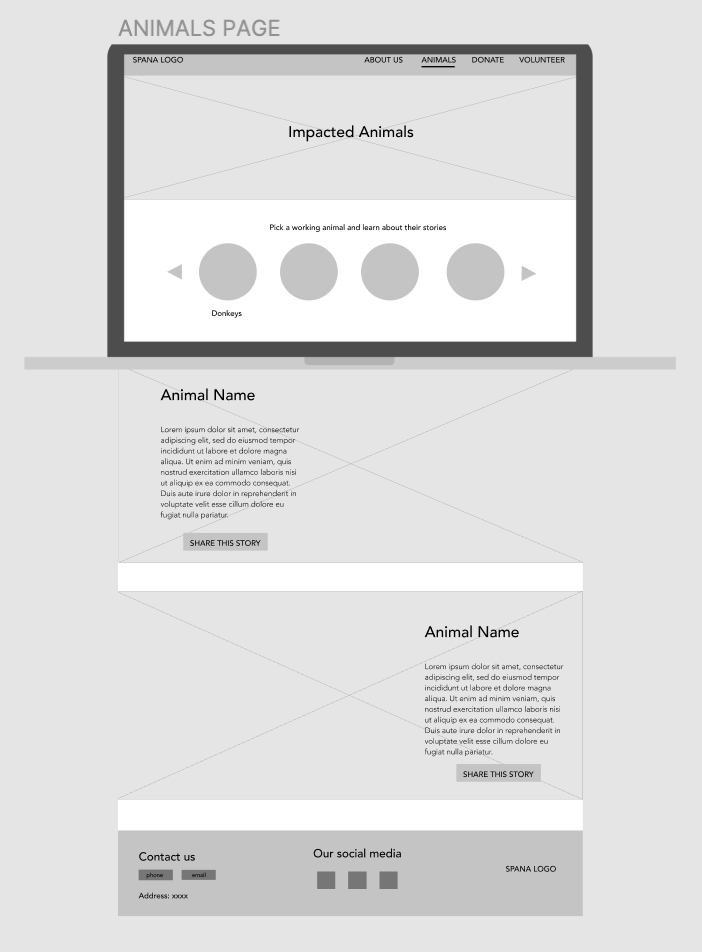 ANIMALS PAGE
SPANA LOGO
ABOUT US
ANIMALS
DONATE
VOLUNTEER
Impacted Animals
Pick a working animal and learn about their stories
Donkeys
Animal Name
Lorem ipsum dolor sit amet, consectetur
adipiscing elit, sed do eiusmod tempor
incididunt ut labore et dolore magna
aliqua. Ut enim ad minim veniam, quis
nostrud exercitation ullamco laboris nisi
ut aliquip ex ea commodo consequat.
Duis aute irure dolor in reprehenderit in
voluptate velit esse cillum dolore eu
fugiat nulla pariatur.
SHARE THIS STORY
Animal Name
Lorem ipsum dolor sit amet, consectetur
adipiscing elit, sed do eiusmod tempor
incididunt ut labore et dolore magna
aliqua. Ut enim ad minim veniam, quis
nostrud exercitation ullamco laboris nisi
ut aliquip ex ea commodo consequat.
Duis aute irure dolor in reprehenderit in
voluptate velit esse cillum dolore eu
fugiat nulla pariatur.
SHARE THIS STORY
Contact us
phone
email
Address: xxxx
Our social media
SPANA LOGO